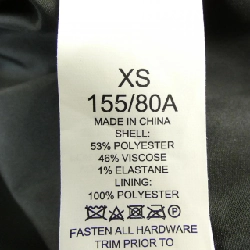 XS
155/80A
MADE IN CHINA
SHELL:
53% POLYESTER
46% VISCOSE
1% ELASTANE
LINING:
100% POLYESTER
FASTEN ALL HARDWARE
TRIM PRIOR TO